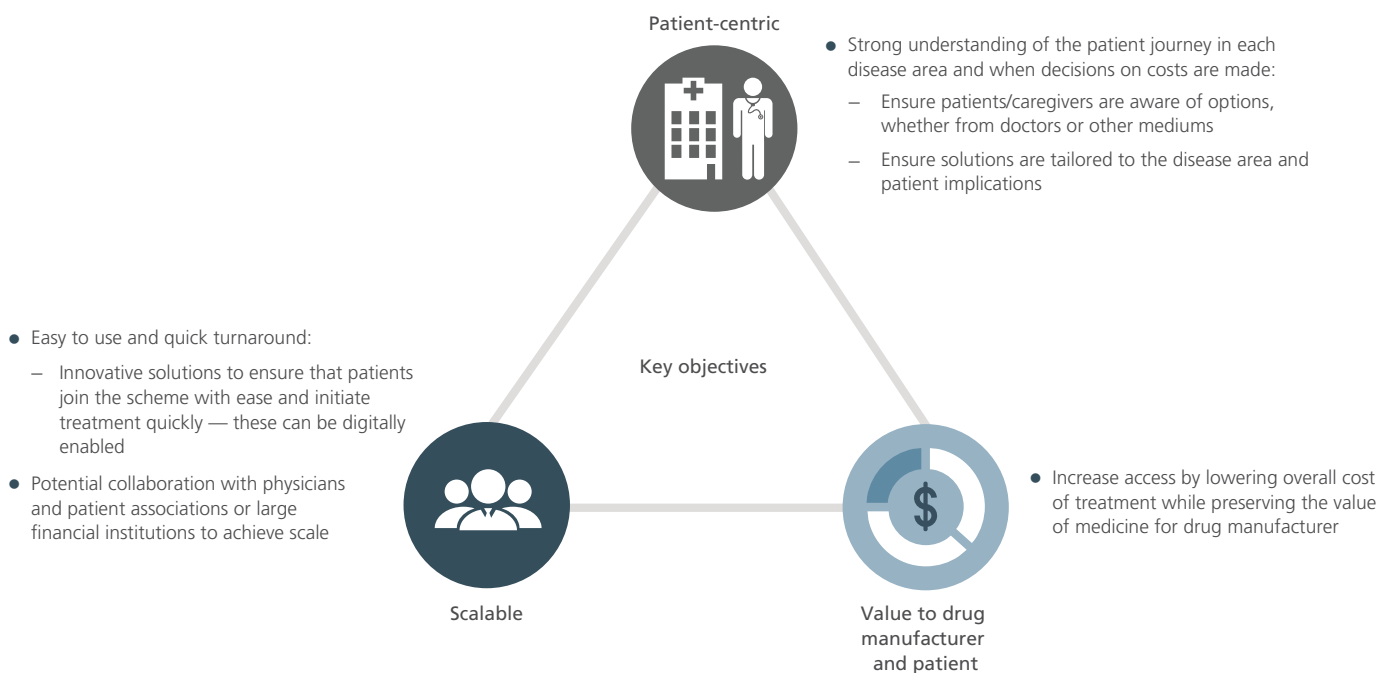 Patient-centric
● Strong understanding of the patient journey in each
disease area and when decisions on costs are made:
– Ensure patients/caregivers are aware of options,
whether from doctors or other mediums
– Ensure solutions are tailored to the disease area and
patient implications
● Easy to use and quick turnaround:
– Innovative solutions to ensure that patients
join the scheme with ease and initiate
treatment quickly — these can be digitally
enabled
● Potential collaboration with physicians
and patient associations or large
financial institutions to achieve scale
Key objectives
$
● Increase access by lowering overall cost
of treatment while preserving the value
of medicine for drug manufacturer
Scalable
Value to drug
manufacturer
and patient